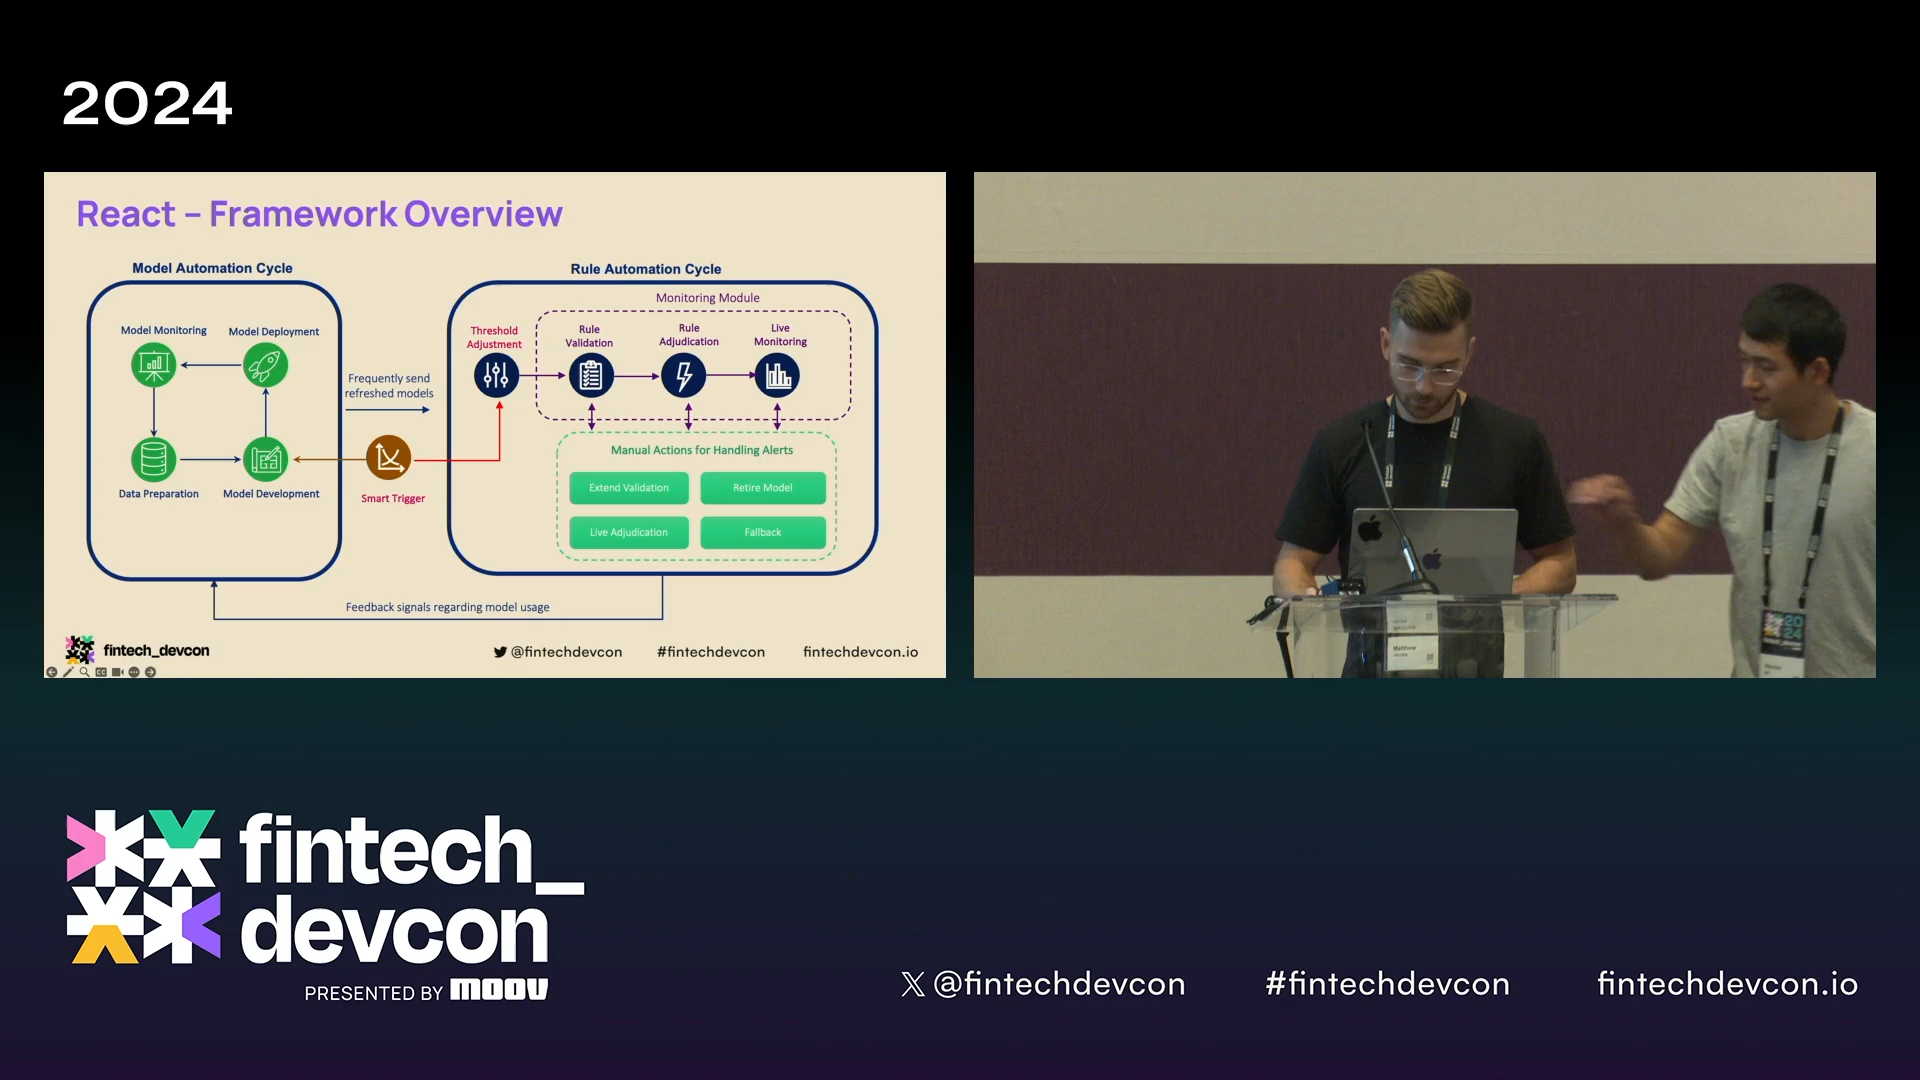 2024
React – Framework Overview
Model Automation Cycle
Rule Automation Cycle
Monitoring Module
Model Monitoring
Model Deployment
Threshold
Adjustment
Rule
Validation
Rule
Adjudication
Live
Monitoring
Frequently send
refreshed models
Data Preparation
Model Development
Smart Trigger
Manual Actions for Handling Alerts
Extend Validation
Retire Model
Live Adjudication
Fallback
Feedback signals regarding model usage
fintech_devcon
@fintechdevcon
#fintechdevcon
fintechdevcon.io
Matthew
20
24
fintech_
devcon
PRESENTED BY moov
@fintechdevcon
#fintechdevcon
fintechdevcon.io